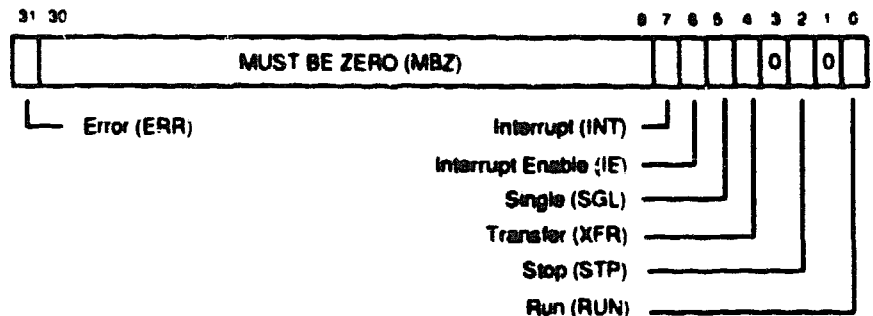 31 30 8 7 6 5 4 3 2 1 0
MUST BE ZERO (MBZ) 0 0
Error (ERR) Interrupt (INT)
Interrupt Enable (IE)
Single (SGL)
Transfer (XFR)
Stop (STP)
Run (RUN)